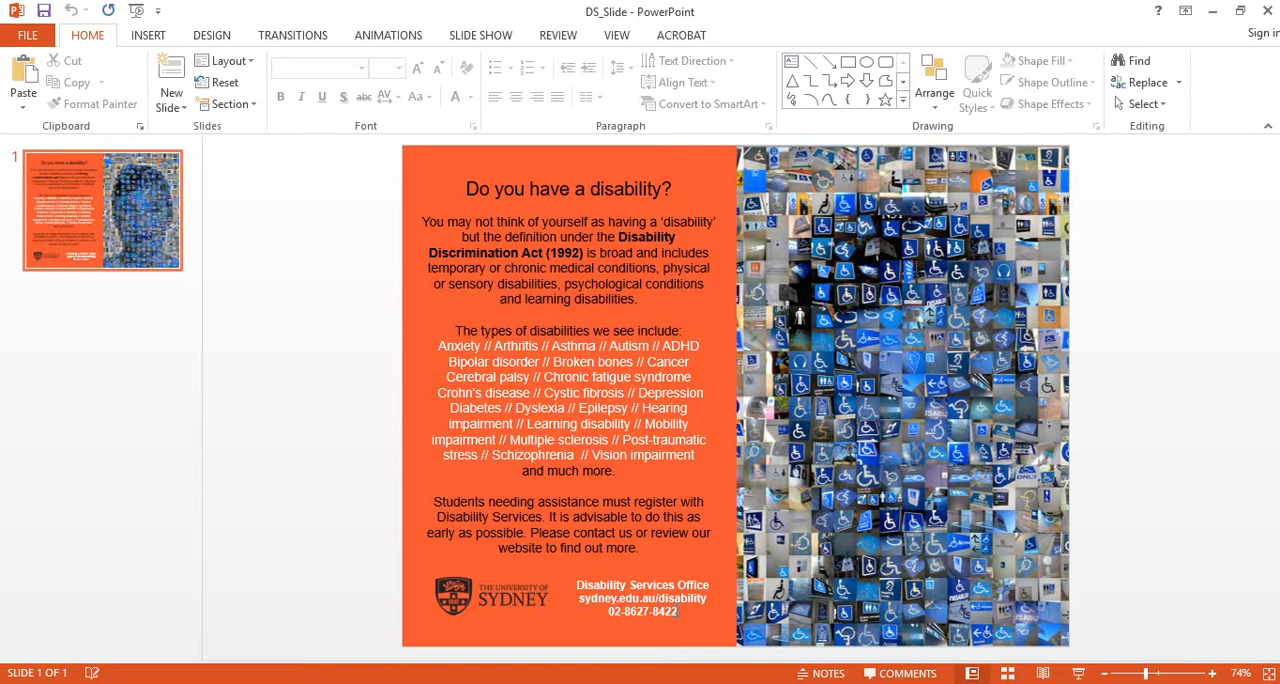 DS_Slide - PowerPoint
FILE HOME INSERT DESIGN TRANSITIONS ANIMATIONS SLIDE SHOW REVIEW VIEW ACROBAT
Sign in
Paste
Cut
Copy
Format Painter
New Slide
Layout
Reset
Section
B I U S abc AV Aa A
Text Direction
Align Text
Convert to SmartArt
Arrange
Quick Styles
Shape Fill
Shape Outline
Shape Effects
Find
Replace
Select
Clipboard Slides Font Paragraph Drawing Editing
1
Do you have a disability?
You may not think of yourself as having a ‘disability’
but the definition under the Disability
Discrimination Act (1992) is broad and includes
temporary or chronic medical conditions, physical
or sensory disabilities, psychological conditions
and learning disabilities.
The types of disabilities we see include:
Anxiety // Arthritis // Asthma // Autism // ADHD
Bipolar disorder // Broken bones // Cancer
Cerebral palsy // Chronic fatigue syndrome
Crohn’s disease // Cystic fibrosis // Depression
Diabetes // Dyslexia // Epilepsy // Hearing
impairment // Learning disability // Mobility
impairment // Multiple sclerosis // Post-traumatic
stress // Schizophrenia // Vision impairment
and much more.
Students needing assistance must register with
Disability Services. It is advisable to do this as
early as possible. Please contact us or review our
website to find out more.
THE UNIVERSITY OF
SYDNEY
Disability Services Office
sydney.edu.au/disability
02-8627-8422
SLIDE 1 OF 1
NOTES COMMENTS 74%